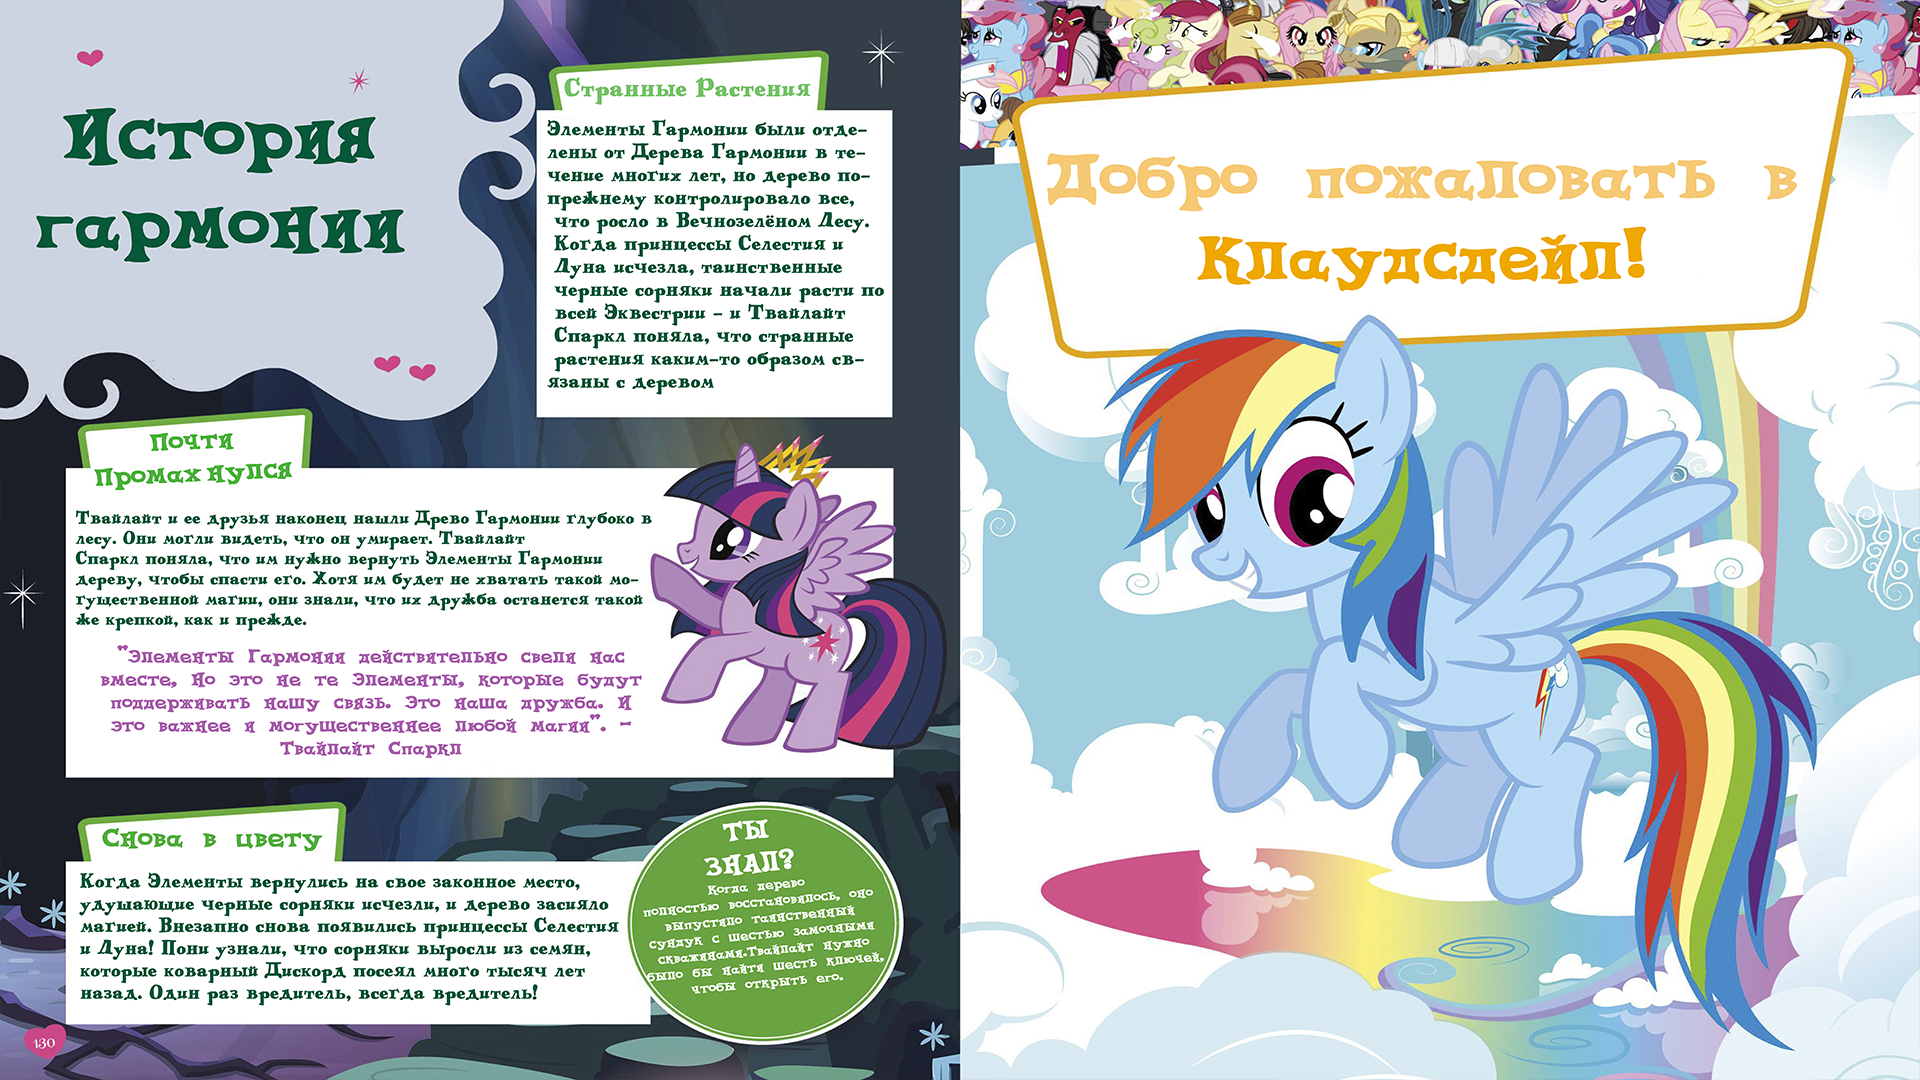 История
гармонии
Странные Растения
Элементы Гармонии были отде-
лены от Дерева Гармонии в те-
чение многих лет, но дерево по-
прежнему контролировало все,
что росло в Вечнозелёном Лесу.
Когда принцессы Селестия и
Луна исчезла, таинственные
черные сорняки начали расти по
всей Эквестрии – и Твайлайт
Спаркл поняла, что странные
растения каким-то образом св-
язаны с деревом
Почти
Промах нулся
Твайлайт и ее друзья наконец нашли Древо Гармонии глубоко в
лесу. Они могли видеть, что он умирает. Твайлайт
Спаркл поняла, что им нужно вернуть Элементы Гармонии
дереву, чтобы спасти его. Хотя им будет не хватать такой мо-
гущественной магии, они знали, что их дружба останется такой
же крепкой, как и прежде.
"Элементы Гармонии действительно свели нас
вместе, Но это не те Элементы, которые будут
поддерживать нашу связь. Это наша дружба. И
это важнее и могущественнее любой магии". –
Твайлайт Спаркл
Снова в цвету
Когда Элементы вернулись на свое законное место,
удушающие черные сорняки исчезли, и дерево засияло
магией. Внезапно снова появились принцессы Селестия
и Луна! Пони узнали, что сорняки выросли из семян,
которые коварный Дискорд посеял много тысяч лет
назад. Один раз вредитель, всегда вредитель!
ТЫ
ЗНАЛ?
Когда дерево
полностью восстановилось, оно
выпустило таинственный
сундук с шестью замочными
скважинами.Твайлайт нужно
было бы найти шесть ключей,
чтобы открыть его.
130
Добро пожаловать в
Клаудсдейл!